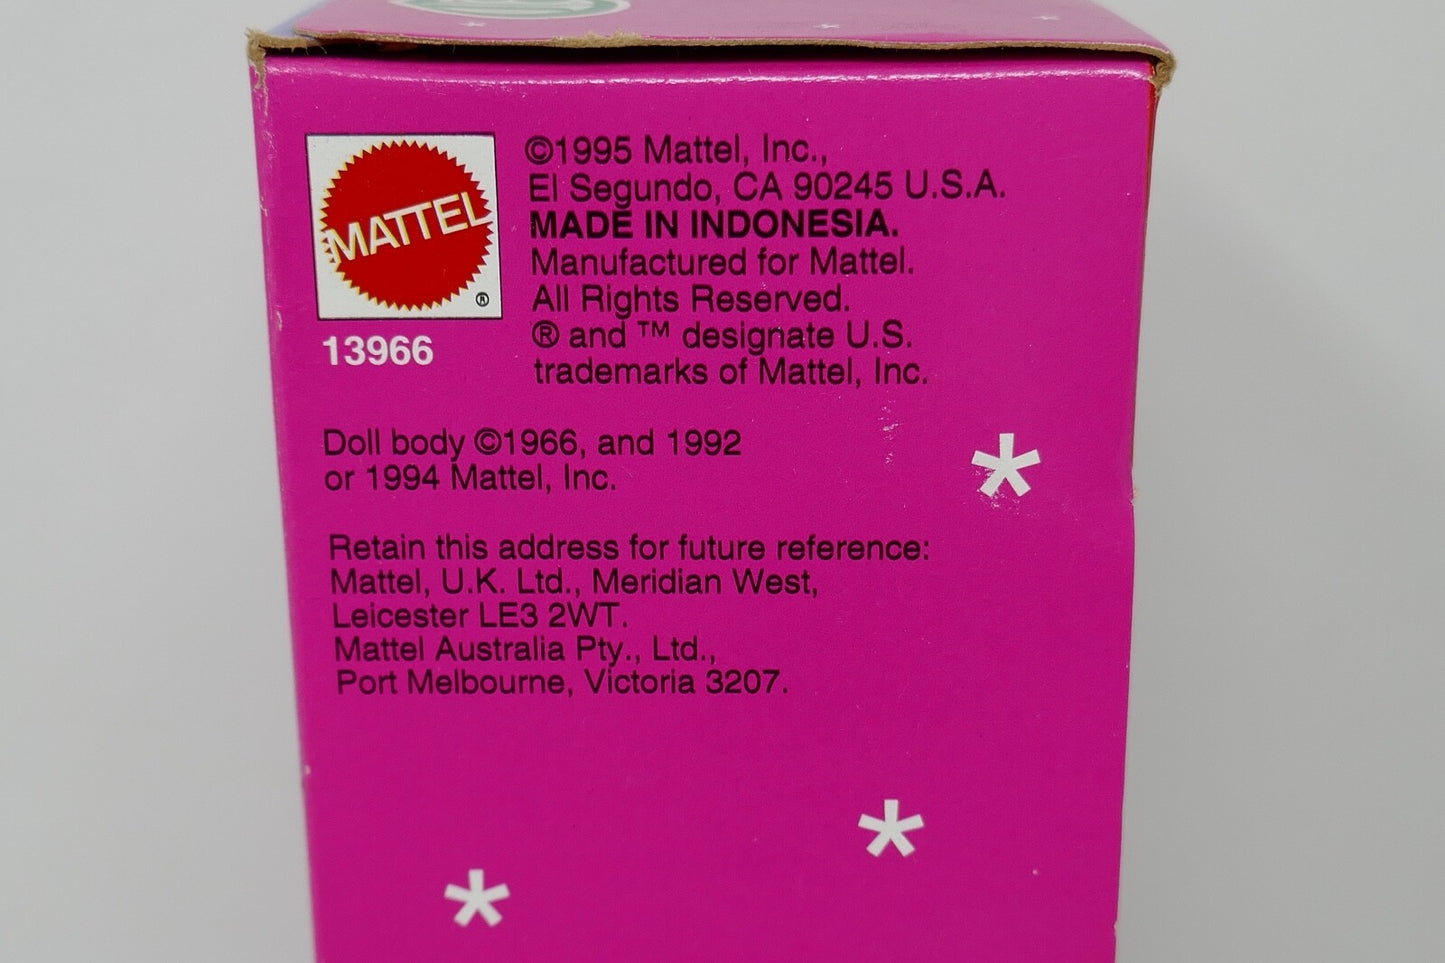 MATTEL
®
13966
©1995 Mattel, Inc.,
El Segundo, CA 90245 U.S.A.
MADE IN INDONESIA.
Manufactured for Mattel.
All Rights Reserved.
® and ™ designate U.S.
trademarks of Mattel, Inc.
Doll body ©1966, and 1992
or 1994 Mattel, Inc.
Retain this address for future reference:
Mattel, U.K. Ltd., Meridian West,
Leicester LE3 2WT.
Mattel Australia Pty., Ltd.,
Port Melbourne, Victoria 3207.